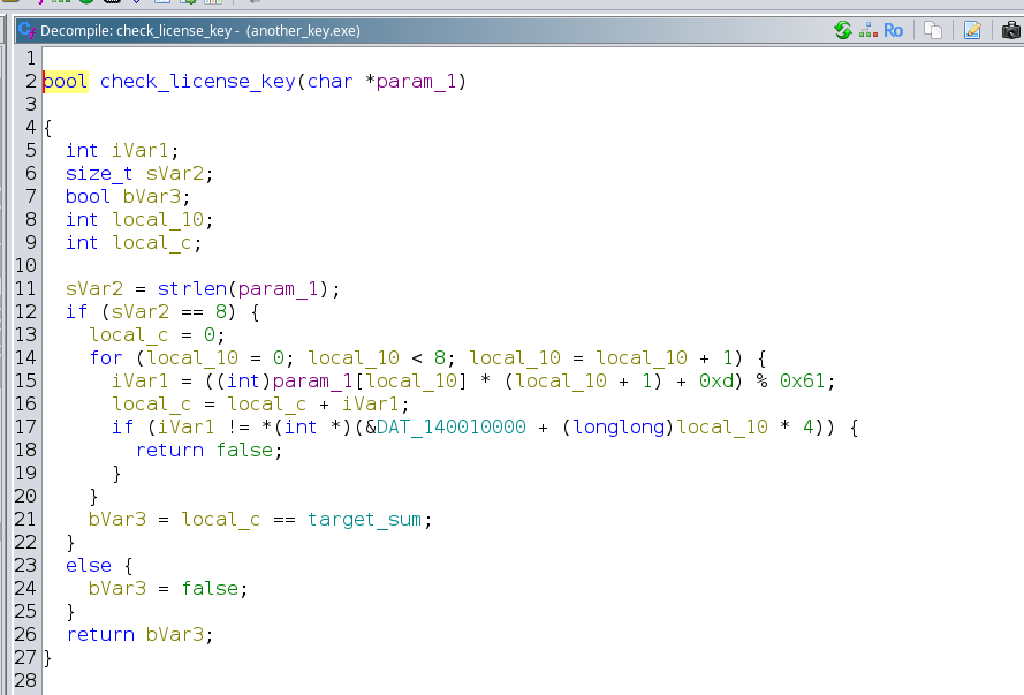 Decompile: check_license_key - (another_key.exe)
Ro
1
2 bool check_license_key(char *param_1)
3
4 {
5   int iVar1;
6   size_t sVar2;
7   bool bVar3;
8   int local_10;
9   int local_c;
10
11   sVar2 = strlen(param_1);
12   if (sVar2 == 8) {
13     local_c = 0;
14     for (local_10 = 0; local_10 < 8; local_10 = local_10 + 1) {
15       iVar1 = ((int)param_1[local_10] * (local_10 + 1) + 0xd) % 0x61;
16       local_c = local_c + iVar1;
17       if (iVar1 != *(int *)(&DAT_140010000 + (longlong)local_10 * 4)) {
18         return false;
19       }
20     }
21     bVar3 = local_c == target_sum;
22   }
23   else {
24     bVar3 = false;
25   }
26   return bVar3;
27 }
28